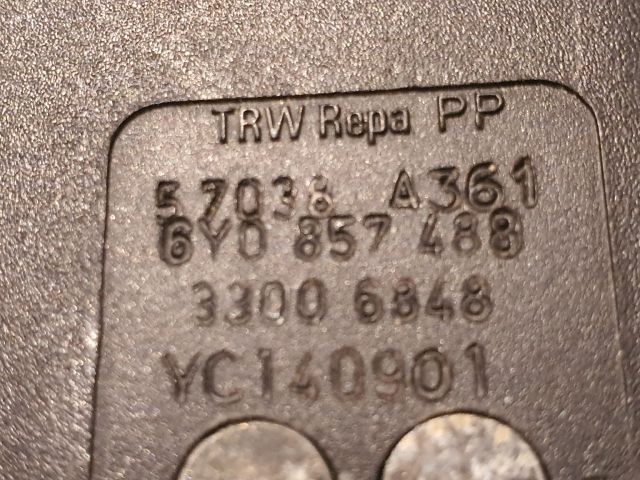 TRW Repa PP
57038 A361
6Y0 857 488
3300 6848
YC140901